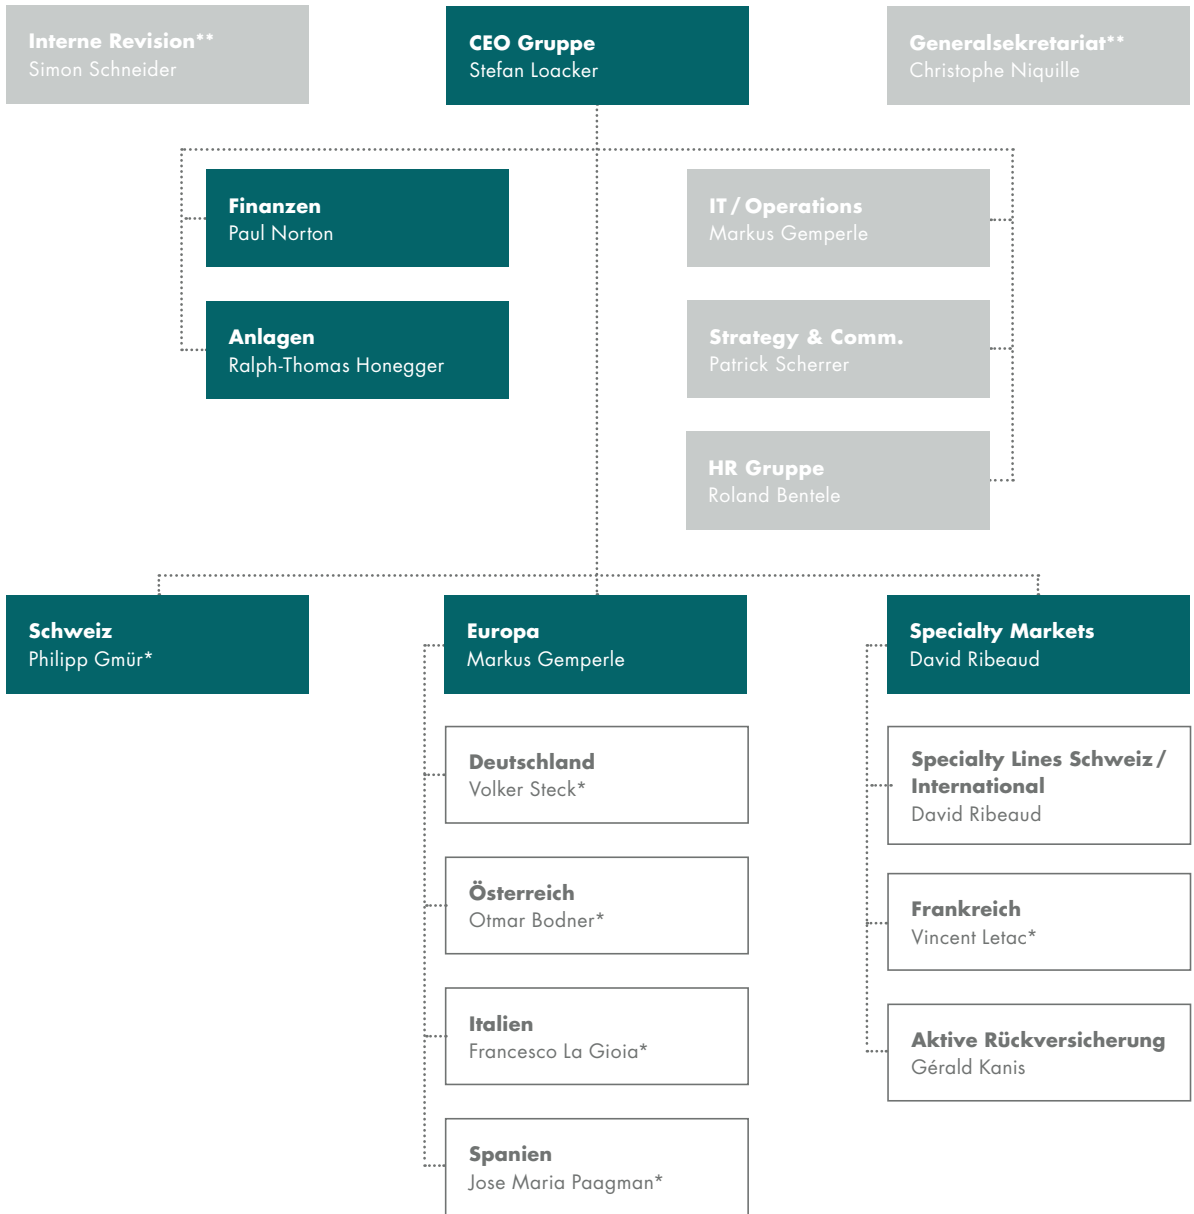 Interne Revision**
Simon Schneider
CEO Gruppe
Stefan Loacker
Generalsekretariat**
Christophe Niquille
Finanzen
Paul Norton
Anlagen
Ralph-Thomas Honegger
IT / Operations
Markus Gemperle
Strategy & Comm.
Patrick Scherrer
HR Gruppe
Roland Bentele
Schweiz
Philipp Gmür*
Europa
Markus Gemperle
Deutschland
Volker Steck*
Österreich
Otmar Bodner*
Italien
Francesco La Gioia*
Spanien
Jose Maria Paagman*
Specialty Markets
David Ribeaud
Specialty Lines Schweiz /
International
David Ribeaud
Frankreich
Vincent Letac*
Aktive Rückversicherung
Gérald Kanis